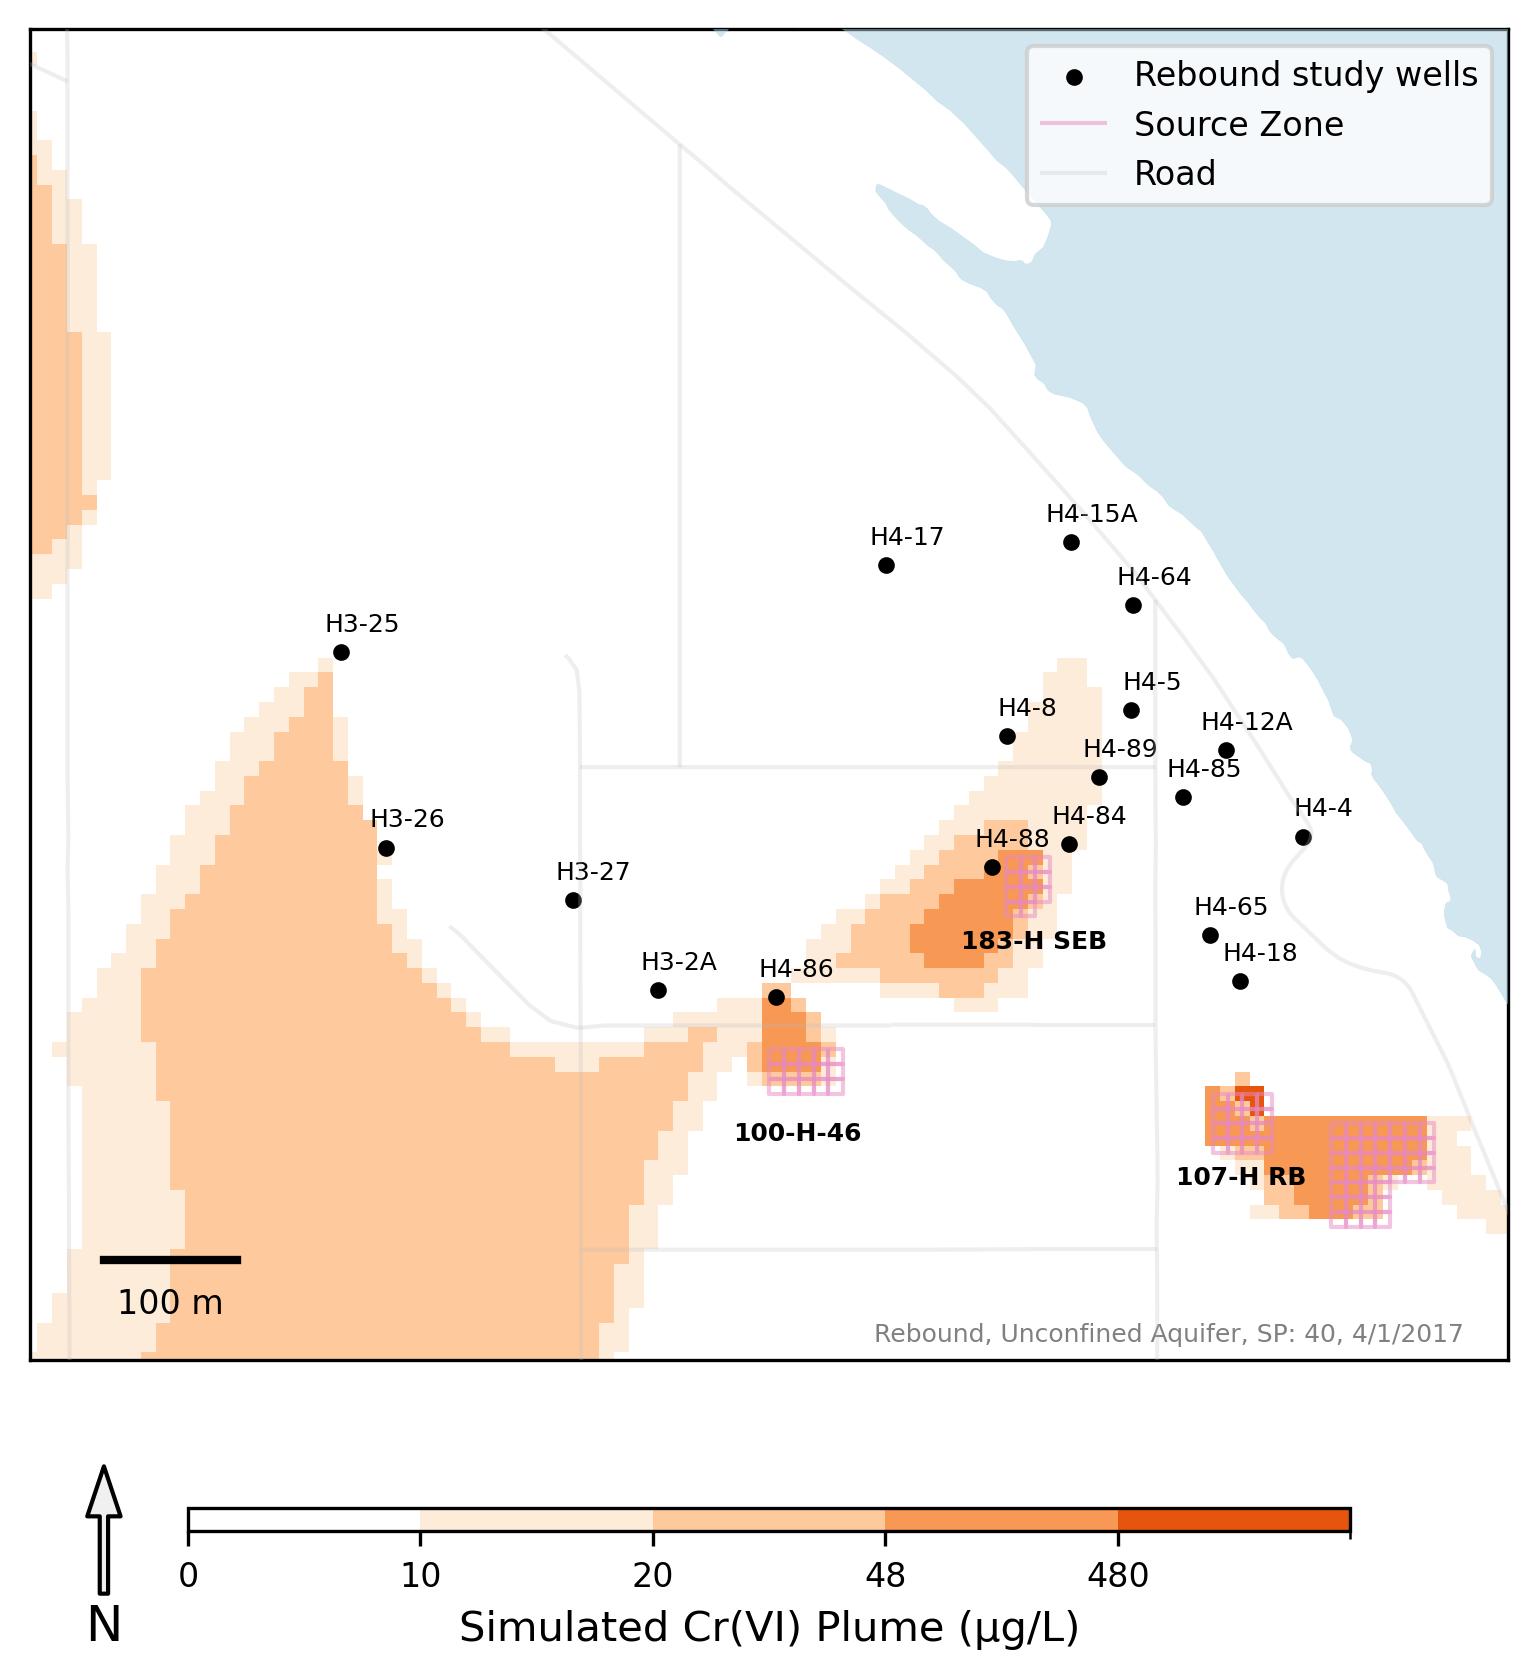 Rebound study wells
Source Zone
Road
H4-15A
H4-17
H4-64
H3-25
H4-5
H4-8
H4-12A
H4-89
H4-85
H4-4
H4-84
H3-26
H4-88
H3-27
H4-65
183-H SEB
H4-18
H3-2A
H4-86
100-H-46
107-H RB
100 m
Rebound, Unconfined Aquifer, SP: 40, 4/1/2017
0 10 20 48 480
N
Simulated Cr(VI) Plume (µg/L)